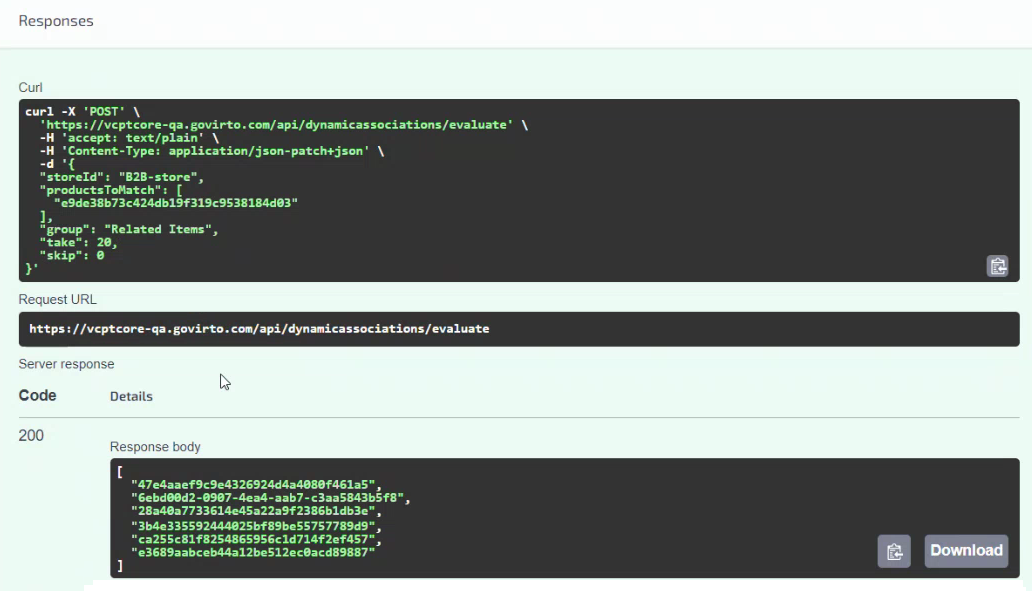 Responses
Curl
curl -X 'POST' \
'https://vcptcore-qa.govirto.com/api/dynamicassociations/evaluate' \
-H 'accept: text/plain' \
-H 'Content-Type: application/json-patch+json' \
-d '{
"storeId": "B2B-store",
"productsToMatch": [
"e9de38b73c424db19f319c9538184d03"
],
"group": "Related Items",
"take": 20,
"skip": 0
}'
Request URL
https://vcptcore-qa.govirto.com/api/dynamicassociations/evaluate
Server response
Code Details
200
Response body
[
"47e4aaef9c9e4326924d4a4080f461a5",
"6ebd00d2-0907-4ea4-aab7-c3aa5843b5f8",
"28a40a7733614e45a22a9f2386b1db3e",
"3b4e335592444025bf89be55757789d9",
"ca255c81f8254865956c1d714f2ef457",
"e3689aabceb44a12be512ec0acd89887"
]
Download